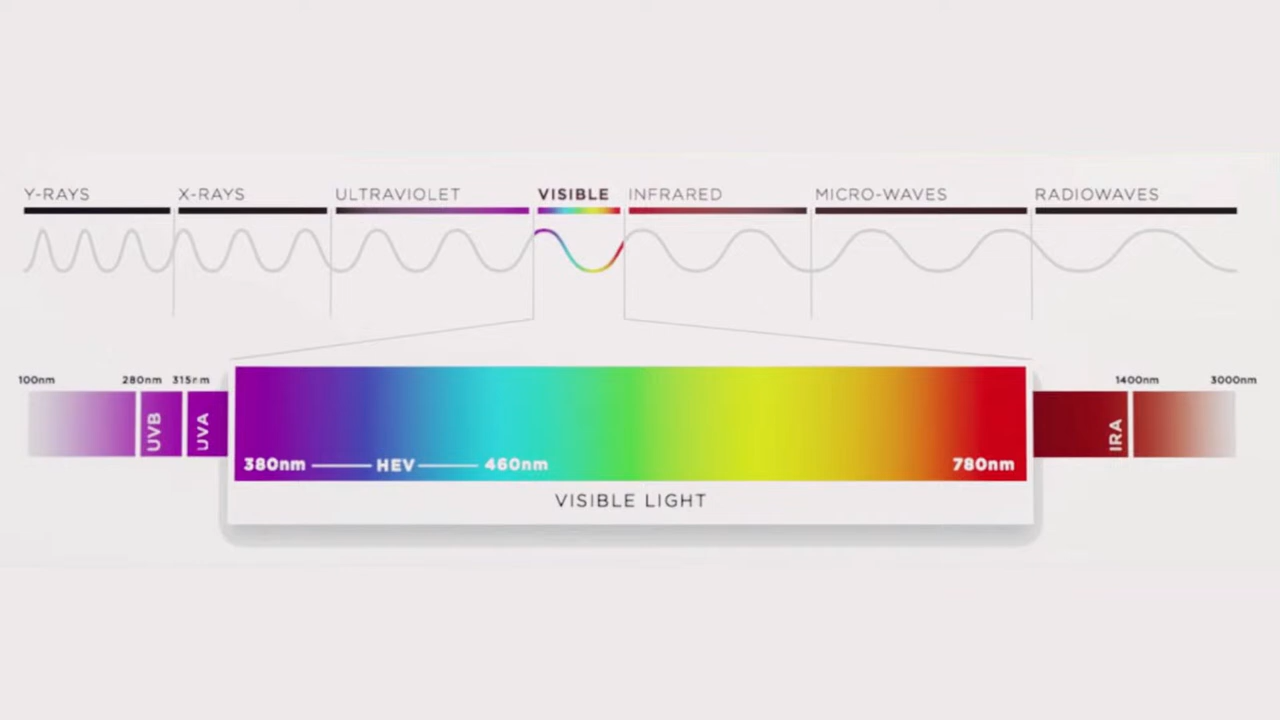 Y-RAYS X-RAYS ULTRAVIOLET VISIBLE INFRARED MICRO-WAVES RADIOWAVES
100nm 280nm 315nm 1400nm 3000nm
UVB UVA IRA
380nm HEV 460nm 780nm
VISIBLE LIGHT